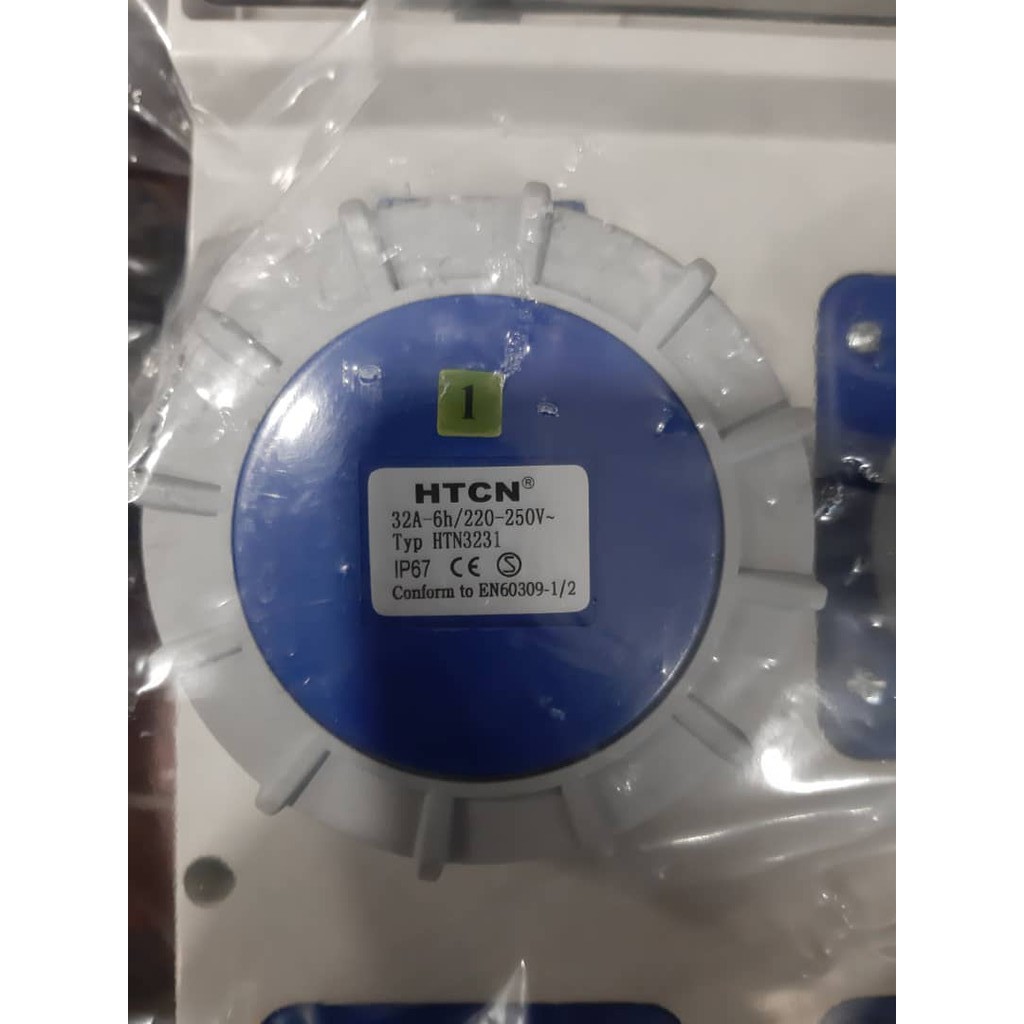 1
HTCN®
32A-6h/220-250V~
Typ HTN3231
IP67 CE S
Conform to EN60309-1/2